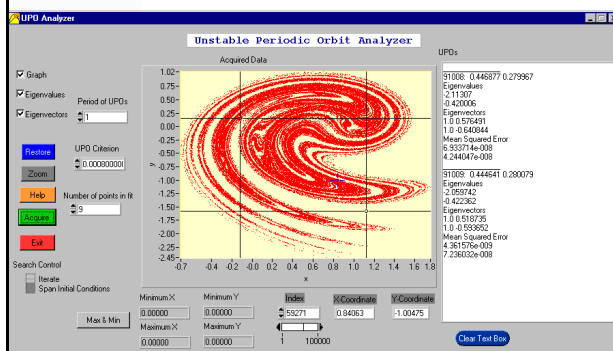 UPO Analyzer
Unstable Periodic Orbit Analyzer
UPOs
Acquired Data
Graph
Eigenvalues
Eigenvectors
Period of UPOs
1
Restore
Zoom
Help
Acquire
Exit
UPO Criterion
0.00080000
Number of points in fit
9
Search Control
Iterate
Span Initial Conditions
Max & Min
1.02
0.75
0.50
0.25
0.00
-0.25
-0.50
-0.75
-1.00
-1.25
-1.50
-1.75
-2.00
-2.25
-2.45
y
-0.7 -0.4 -0.2 -0.0 0.2 0.4 0.6 0.8 1.0 1.2 1.4 1.6 1.8
x
Minimum X
0.00000
Minimum Y
0.00000
Maximum X
0.00000
Maximum Y
0.00000
Index
59271
1 100000
X-Coordinate
0.84063
Y-Coordinate
-1.00475
91008: 0.446877 0.279967
Eigenvalues
-2.11307
-0.420006
Eigenvectors
1.0 0.576491
1.0 -0.640844
Mean Squared Error
6.933714e-008
4.244047e-008
91009: 0.444641 0.280079
Eigenvalues
-2.059742
-0.422362
Eigenvectors
1.0 0.518735
1.0 -0.593652
Mean Squared Error
4.361576e-009
7.236032e-008
Clear Text Box